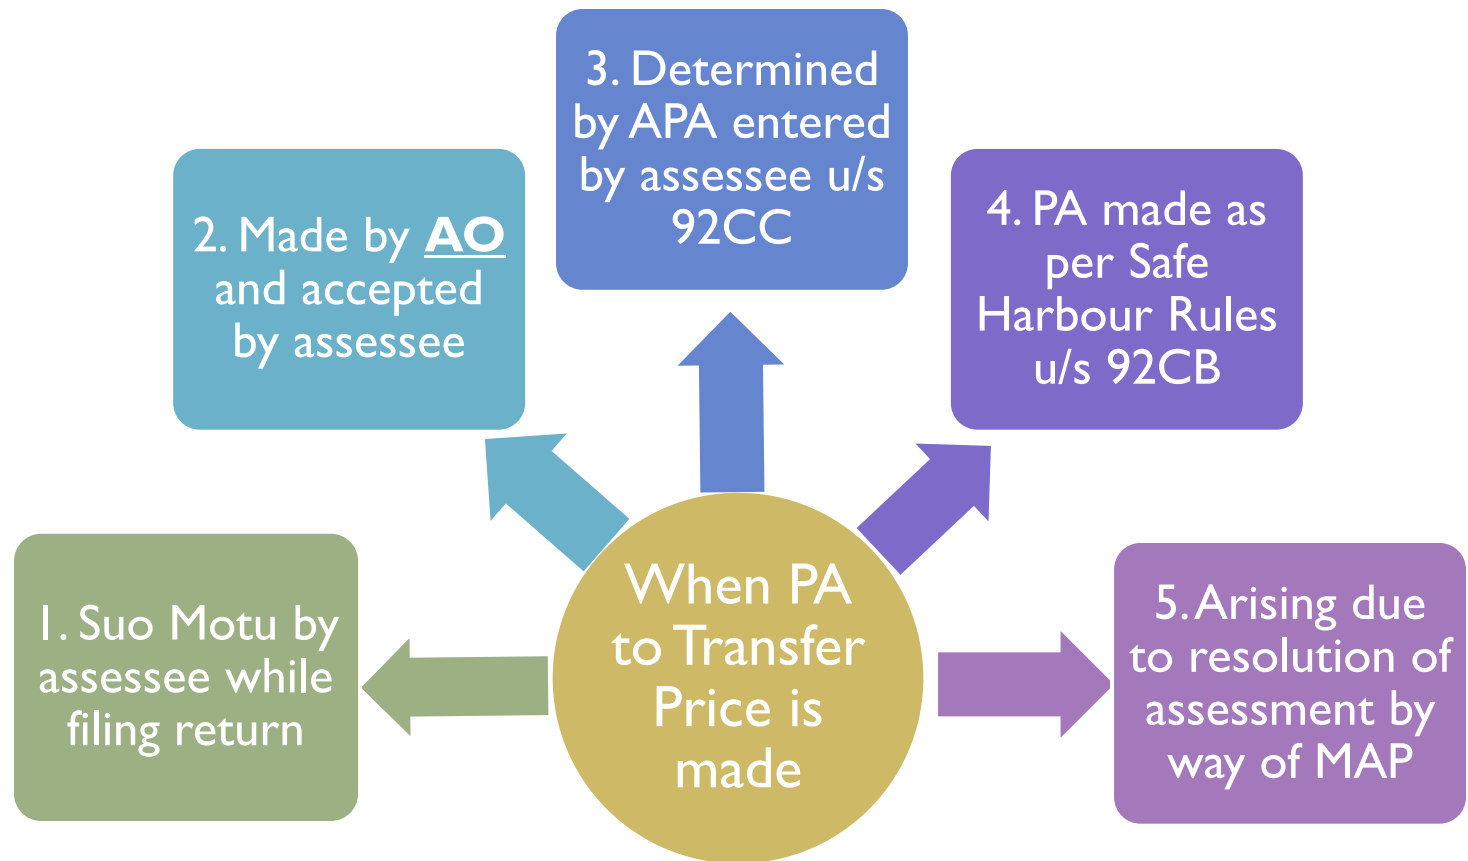 1. Suo Motu by
assessee while
filing return
2. Made by AO
and accepted
by assessee
3. Determined
by APA entered
by assessee u/s
92CC
4. PA made as
per Safe
Harbour Rules
u/s 92CB
5. Arising due
to resolution of
assessment by
way of MAP
When PA
to Transfer
Price is
made